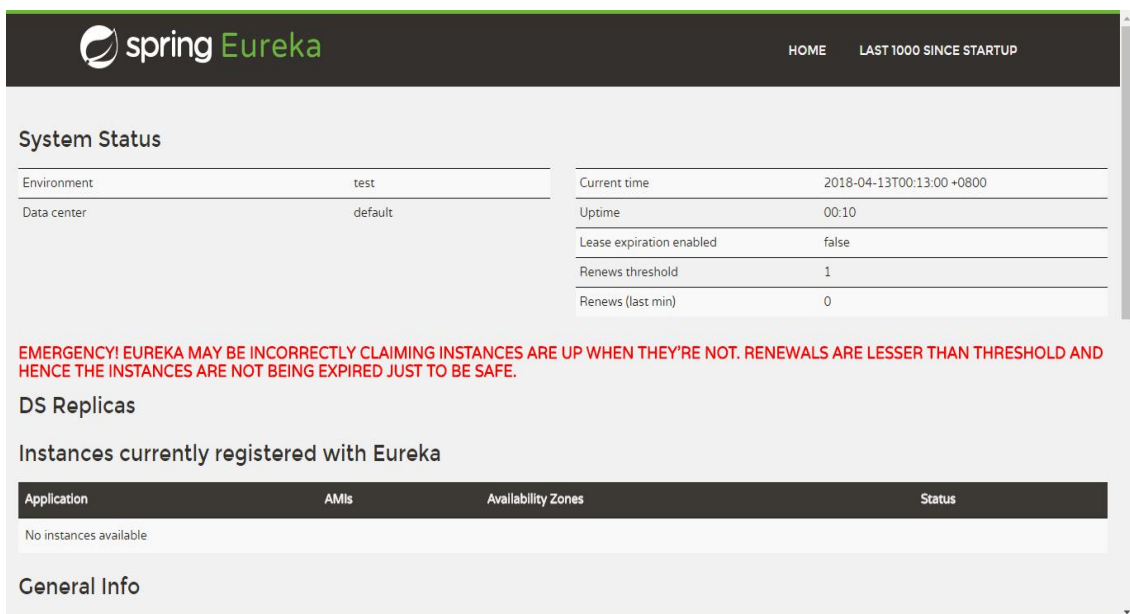 spring Eureka
HOME LAST 1000 SINCE STARTUP
System Status
Environment test
Data center default
Current time 2018-04-13T00:13:00 +0800
Uptime 00:10
Lease expiration enabled false
Renews threshold 1
Renews (last min) 0
EMERGENCY! EUREKA MAY BE INCORRECTLY CLAIMING INSTANCES ARE UP WHEN THEY'RE NOT. RENEWALS ARE LESSER THAN THRESHOLD AND
HENCE THE INSTANCES ARE NOT BEING EXPIRED JUST TO BE SAFE.
DS Replicas
Instances currently registered with Eureka
Application AMIs Availability Zones Status
No instances available
General Info